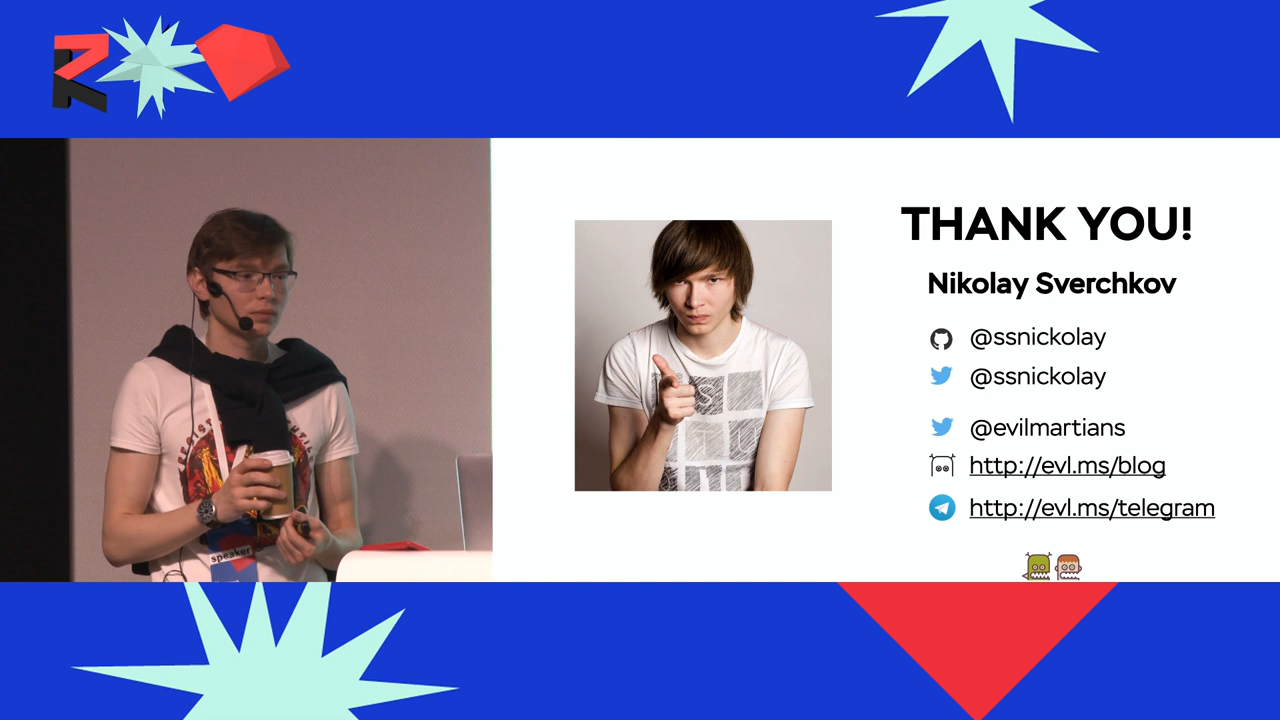 THANK YOU!
Nikolay Sverchkov
@ssnickolay
@ssnickolay
@evilmartians
http://evl.ms/blog
http://evl.ms/telegram
speaker